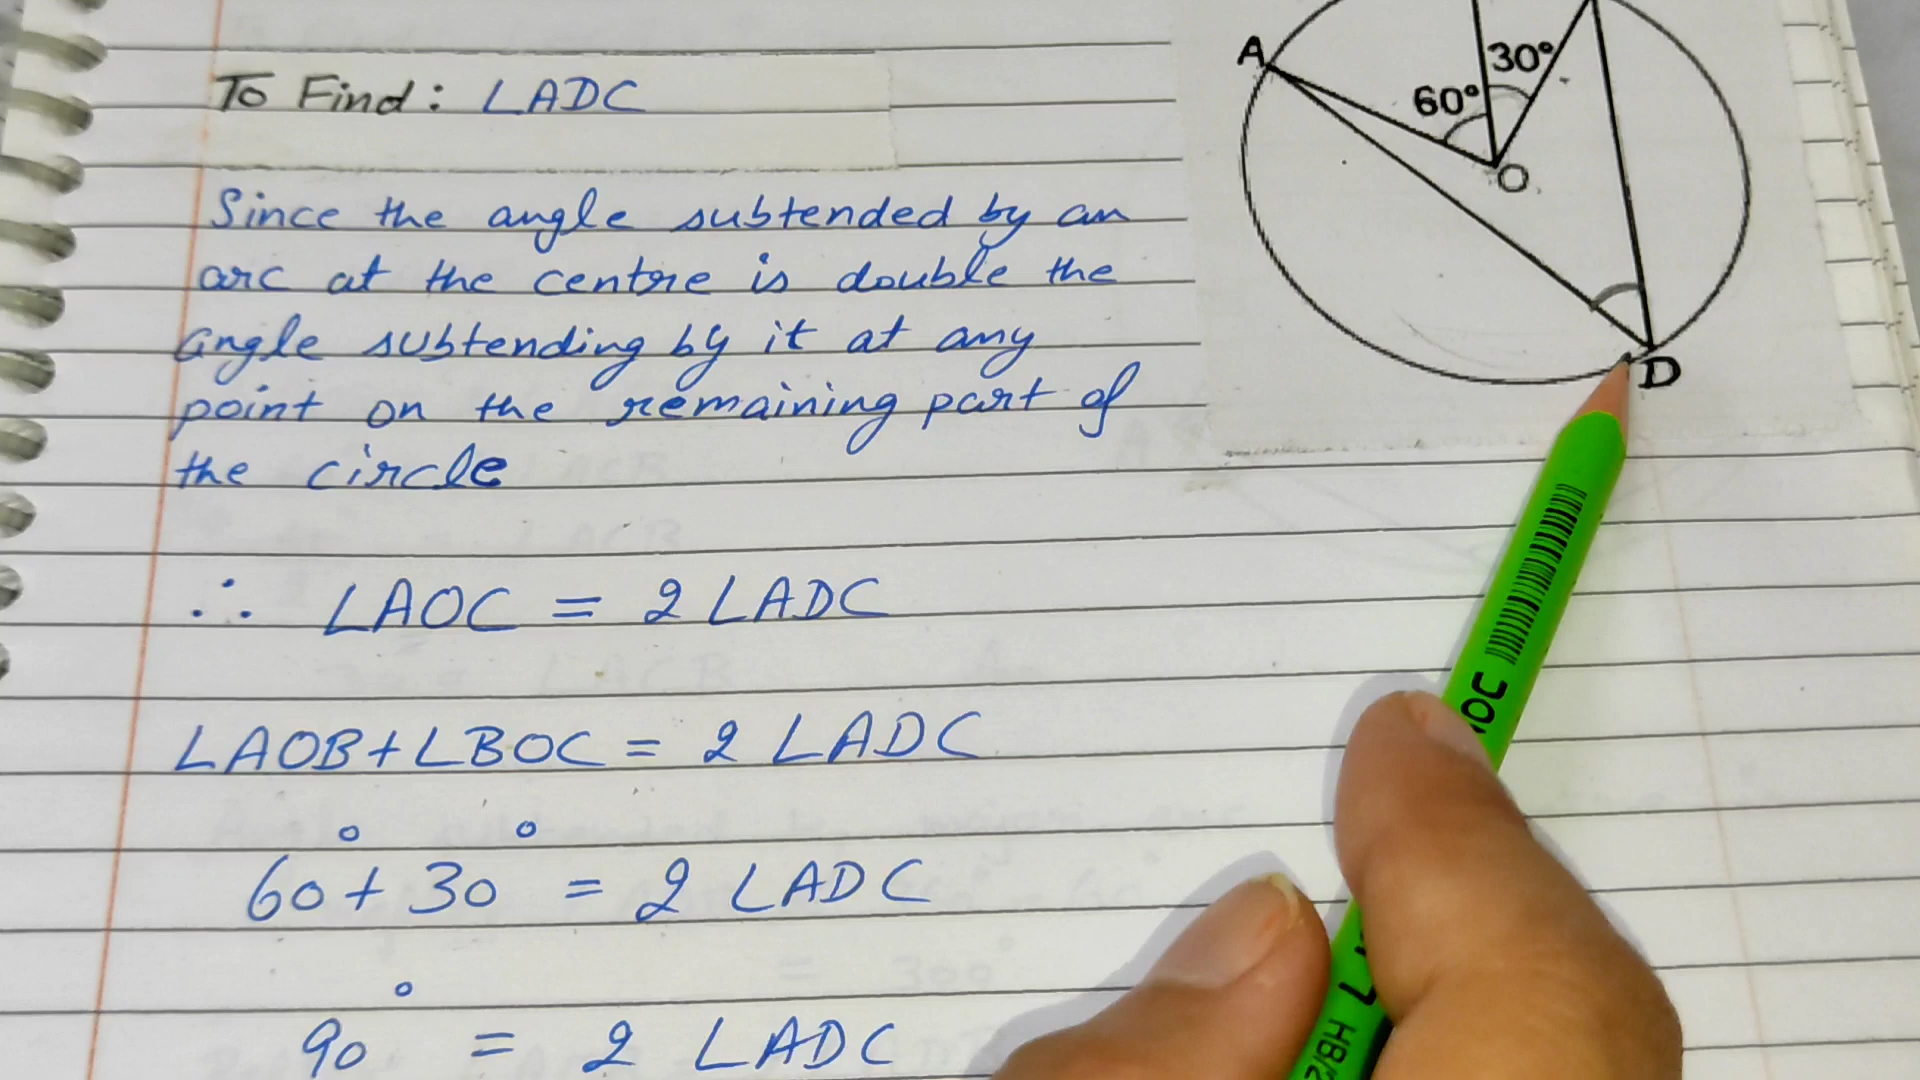 To Find: ∠ADC
Since the angle subtended by an
arc at the centre is double the
angle subtending by it at any
point on the remaining part of
the circle
∴ ∠AOC = 2 ∠ADC
∠AOB + ∠BOC = 2 ∠ADC
60° + 30° = 2 ∠ADC
90° = 2 ∠ADC
A
30°
60°
O
D
HB/2